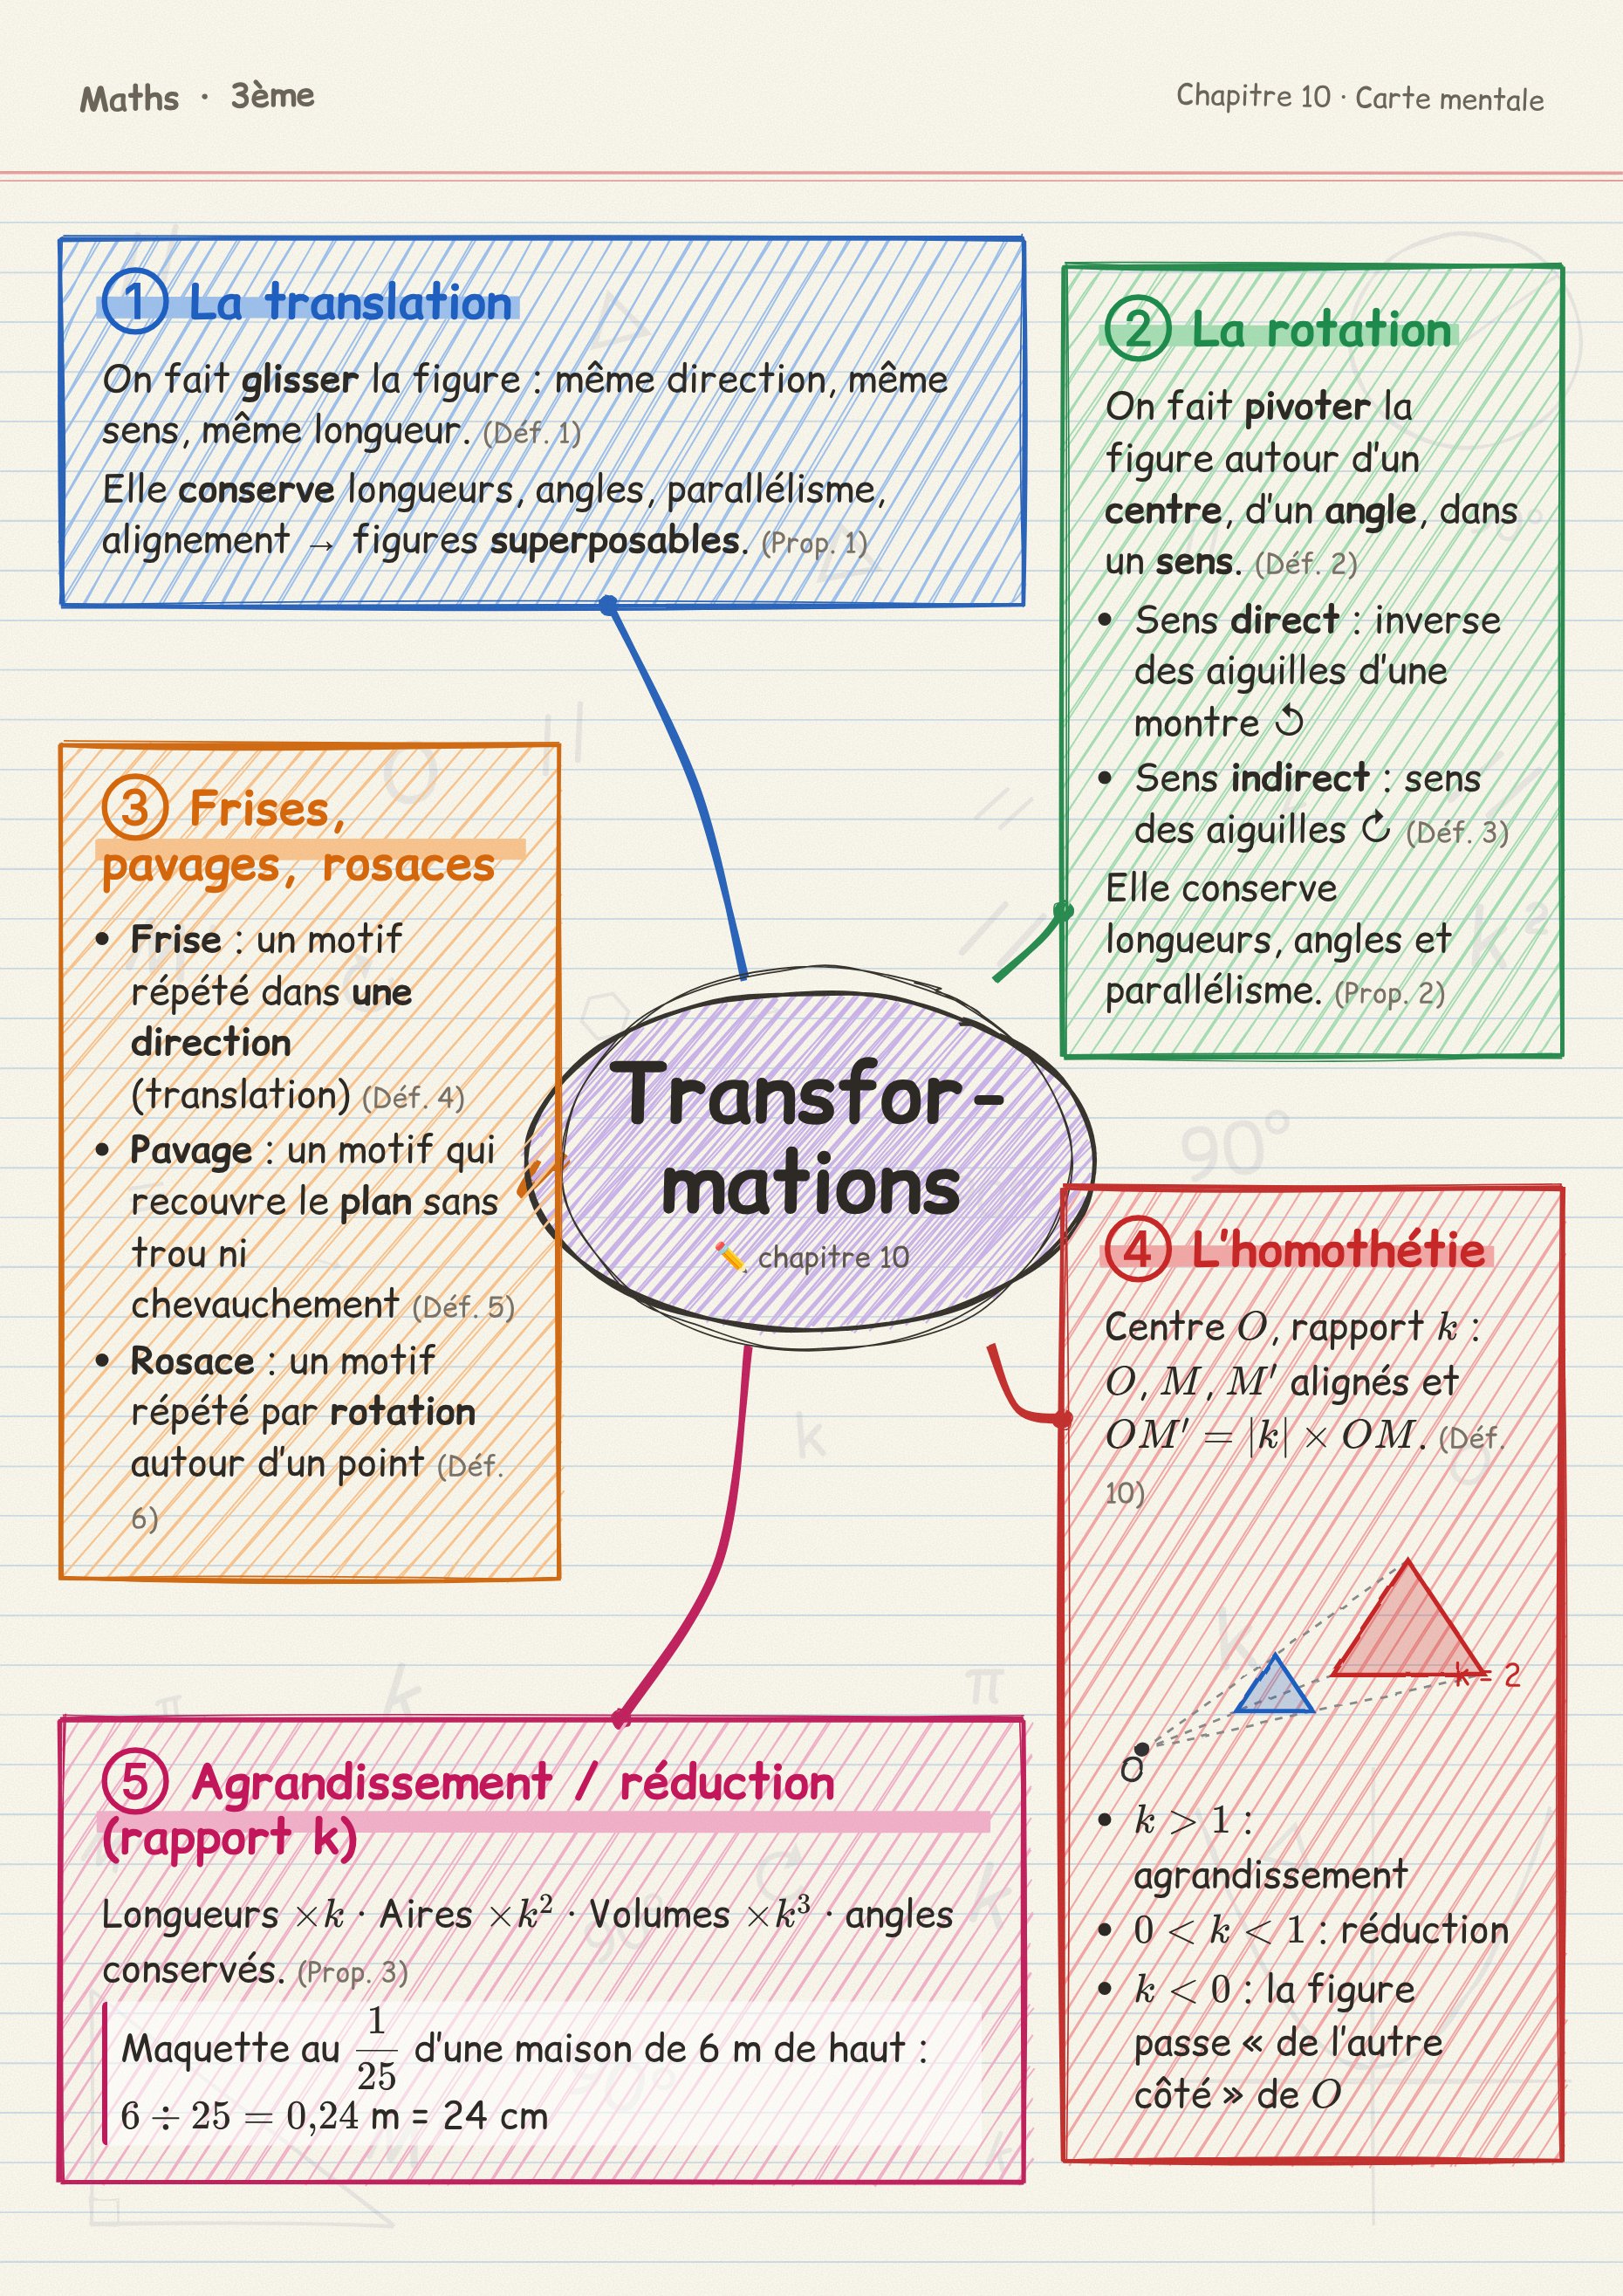 Maths · 3ème
Chapitre 10 · Carte mentale
① La translation
On fait glisser la figure : même direction, même
sens, même longueur. (Déf. 1)
Elle conserve longueurs, angles, parallélisme,
alignement → figures superposables. (Prop. 1)
② La rotation
On fait pivoter la
figure autour d'un
centre, d'un angle, dans
un sens. (Déf. 2)
• Sens direct : inverse
des aiguilles d'une
montre ↺
• Sens indirect : sens
des aiguilles ↻ (Déf. 3)
Elle conserve
longueurs, angles et
parallélisme. (Prop. 2)
③ Frises,
pavages, rosaces
• Frise : un motif
répété dans une
direction
(translation) (Déf. 4)
• Pavage : un motif qui
recouvre le plan sans
trou ni
chevauchement (Déf. 5)
• Rosace : un motif
répété par rotation
autour d'un point (Déf.
6)
Transfor-
mations
✏️ chapitre 10
90°
④ L'homothétie
Centre O, rapport k :
O, M, M′ alignés et
OM′ = |k| × OM. (Déf.
10)
k = 2
O
• k > 1 :
agrandissement
• 0 < k < 1 : réduction
• k < 0 : la figure
passe « de l'autre
côté » de O
k
k
π
π
⑤ Agrandissement / réduction
(rapport k)
Longueurs ×k · Aires ×k² · Volumes ×k³ · angles
conservés. (Prop. 3)
Maquette au 1/25 d'une maison de 6 m de haut :
6 ÷ 25 = 0,24 m = 24 cm